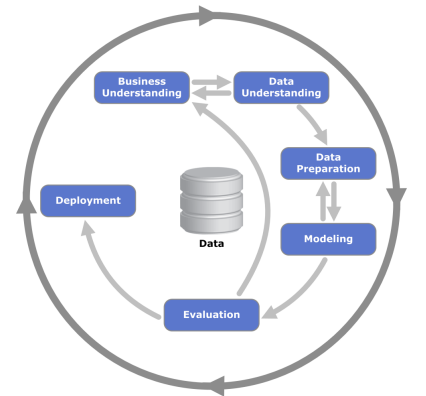 Business
Understanding
Data
Understanding
Data
Preparation
Deployment
Data
Modeling
Evaluation